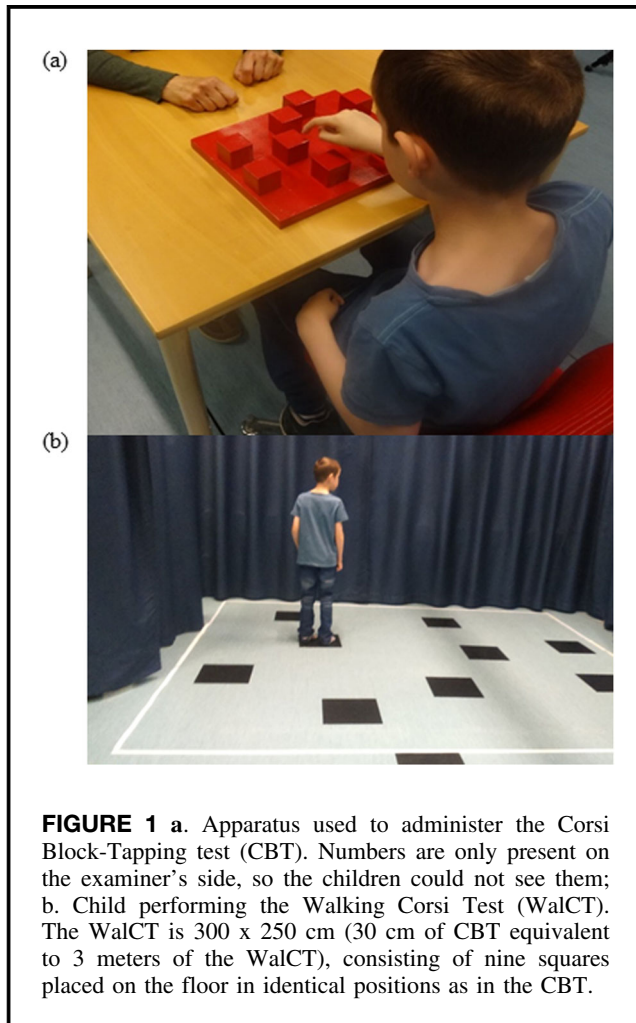 (a)
(b)
FIGURE 1 a. Apparatus used to administer the Corsi
Block-Tapping test (CBT). Numbers are only present on
the examiner's side, so the children could not see them;
b. Child performing the Walking Corsi Test (WalCT).
The WalCT is 300 x 250 cm (30 cm of CBT equivalent
to 3 meters of the WalCT), consisting of nine squares
placed on the floor in identical positions as in the CBT.